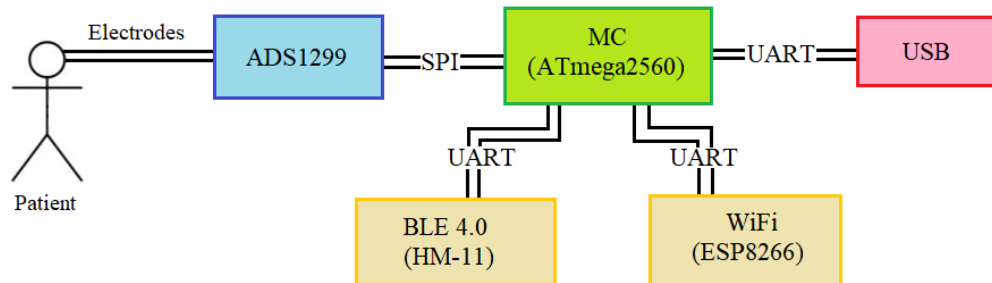 Electrodes
Patient
ADS1299
SPI
MC
(ATmega2560)
UART
USB
UART
UART
BLE 4.0
(HM-11)
WiFi
(ESP8266)